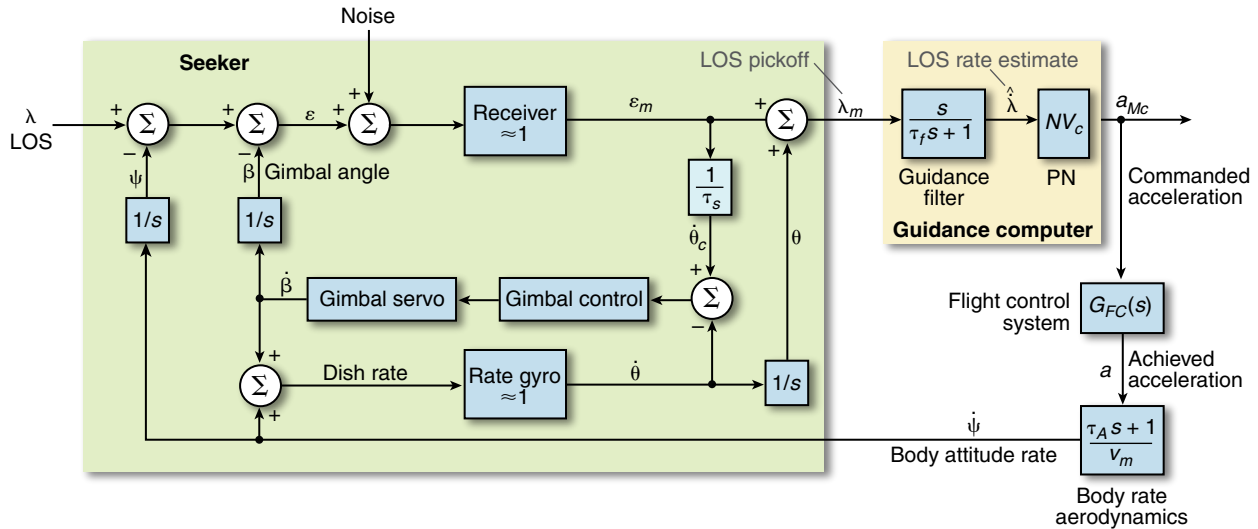 Noise
Seeker
LOS pickoff
LOS rate estimate
λ
LOS
+
Σ
−
+
Σ
−
ε
+
+
Σ
Receiver
≈1
ε_m
+
Σ
+
λ_m
s
τ_f s + 1
λ̇̂
NV_c
a_Mc
ψ
β
Gimbal angle
1/s
1/s
1
τ_s
Guidance
filter
PN
Guidance computer
Commanded
acceleration
θ̇_c
θ
β̇
Gimbal servo
Gimbal control
+
Σ
−
Flight control
system
G_FC(s)
+
Σ
+
Dish rate
Rate gyro
≈1
θ̇
1/s
a
Achieved
acceleration
ψ̇
Body attitude rate
τ_A s + 1
v_m
Body rate
aerodynamics